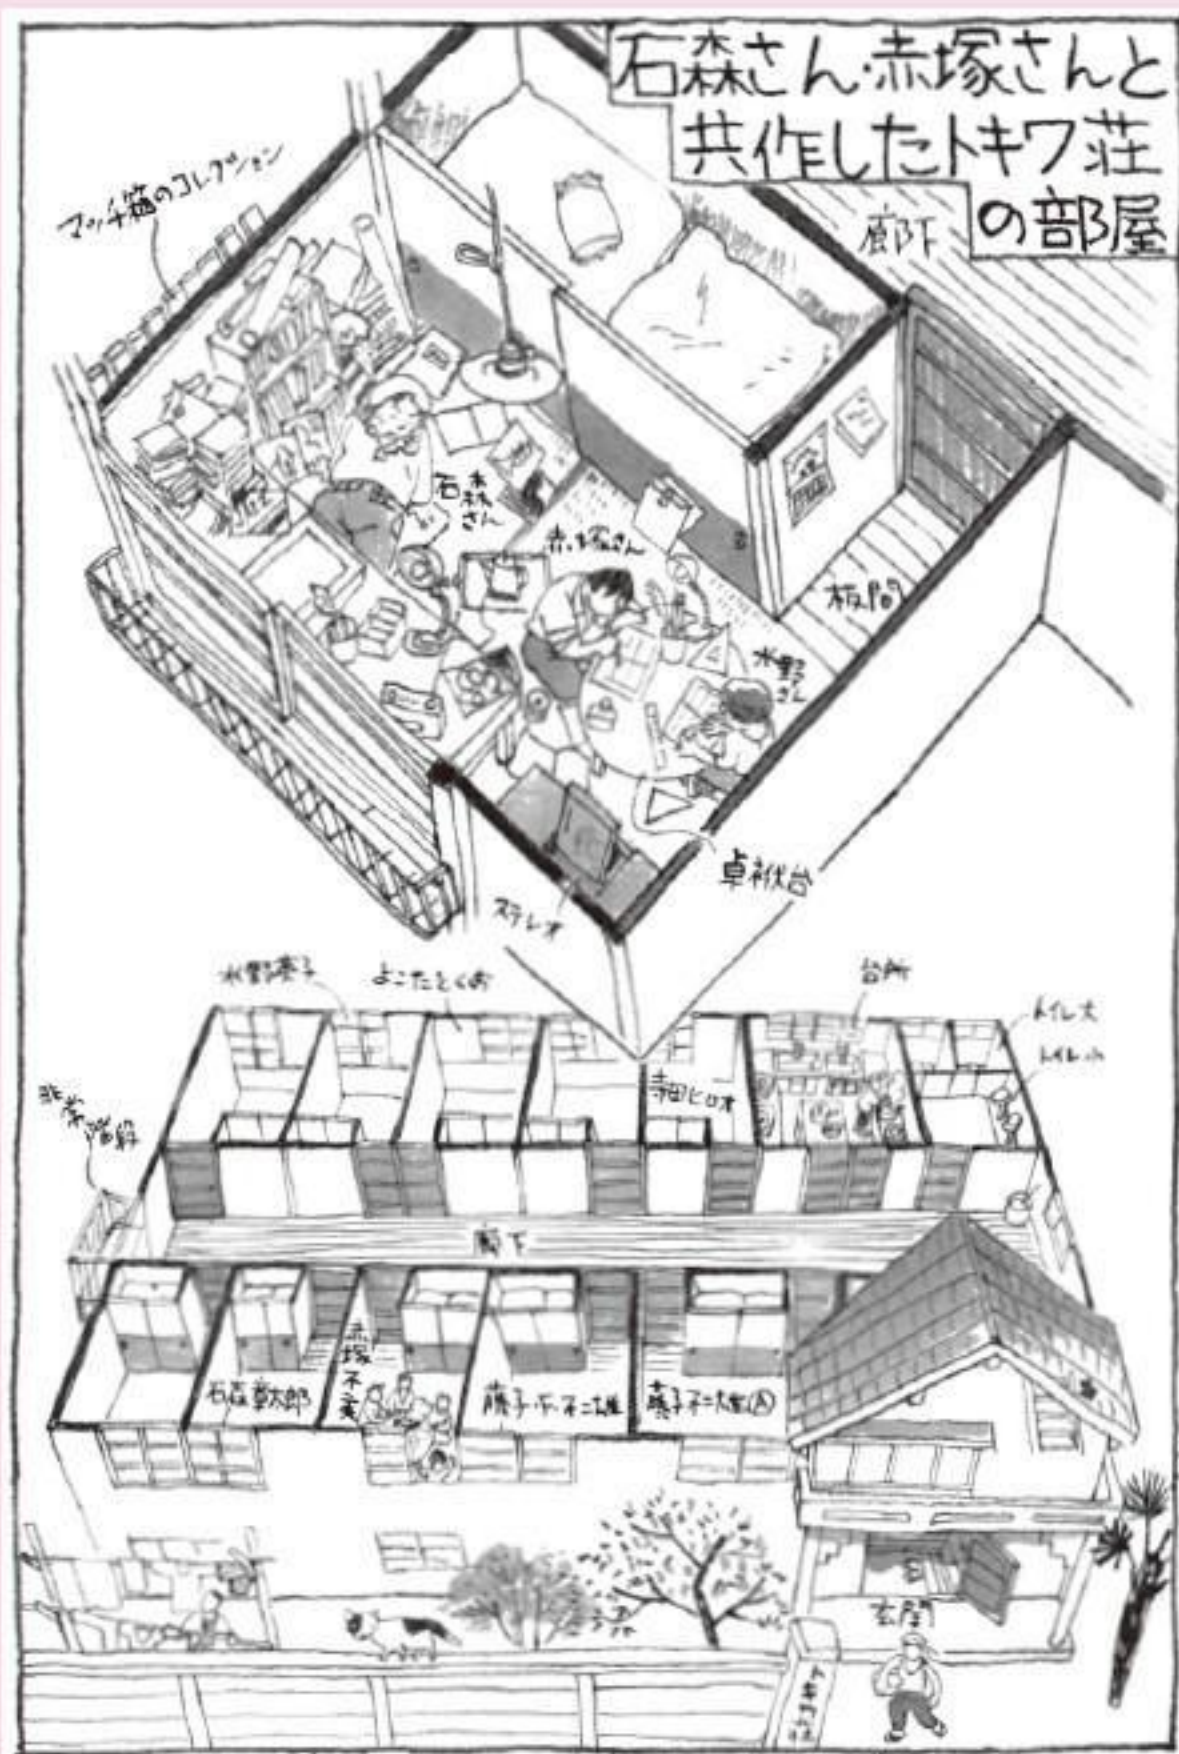 石森さん・赤塚さんと
共作したトキワ荘
の部屋
マッチ箱のコレクション
廊下
石森さん
赤塚さん
板間
水野さん
卓袱台
ステレオ
水野英子
よこたとくお
台所
トイレ大
トイレ小
寺田ヒロオ
非常階段
廊下
石森章太郎
赤塚不二夫
藤子・F・不二雄
藤子不二雄Ⓐ
玄関
トキワ荘